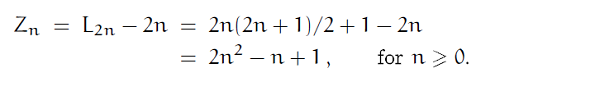 Zₙ = L₂ₙ − 2n = 2n(2n + 1)/2 + 1 − 2n
= 2n² − n + 1, for n ⩾ 0.